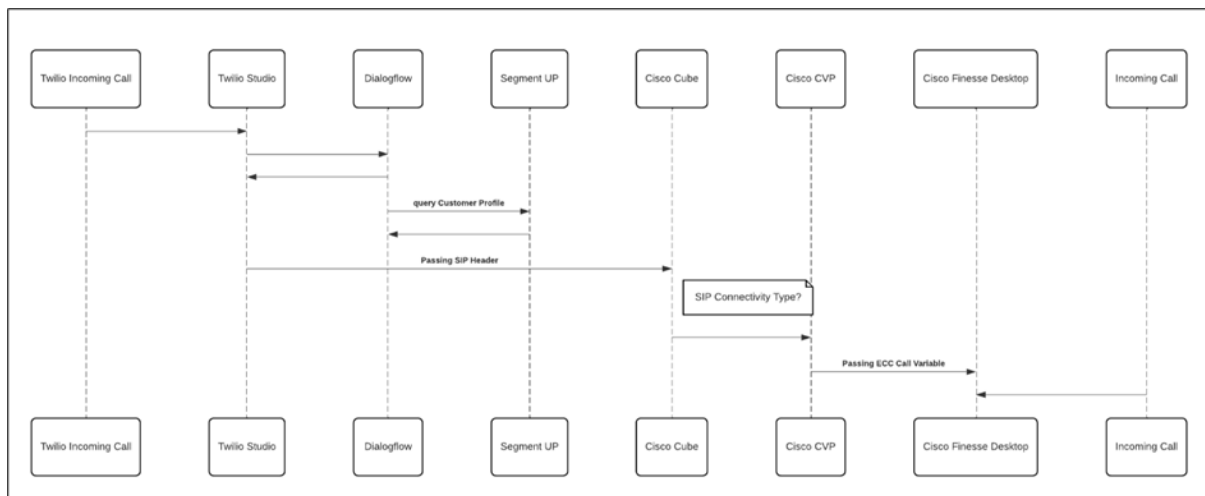 Twilio Incoming Call
Twilio Studio
Dialogflow
Segment UP
Cisco Cube
Cisco CVP
Cisco Finesse Desktop
Incoming Call
query Customer Profile
Passing SIP Header
SIP Connectivity Type?
Passing ECC Call Variable
Twilio Incoming Call
Twilio Studio
Dialogflow
Segment UP
Cisco Cube
Cisco CVP
Cisco Finesse Desktop
Incoming Call